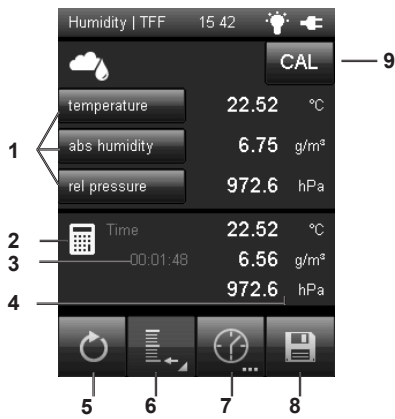 Humidity | TFF 15 42
CAL
9
temperature 22.52 °C
1
abs humidity 6.75 g/m³
rel pressure 972.6 hPa
2
Time 22.52 °C
3
00:01:48 6.56 g/m³
4
972.6 hPa
5 6 7 8